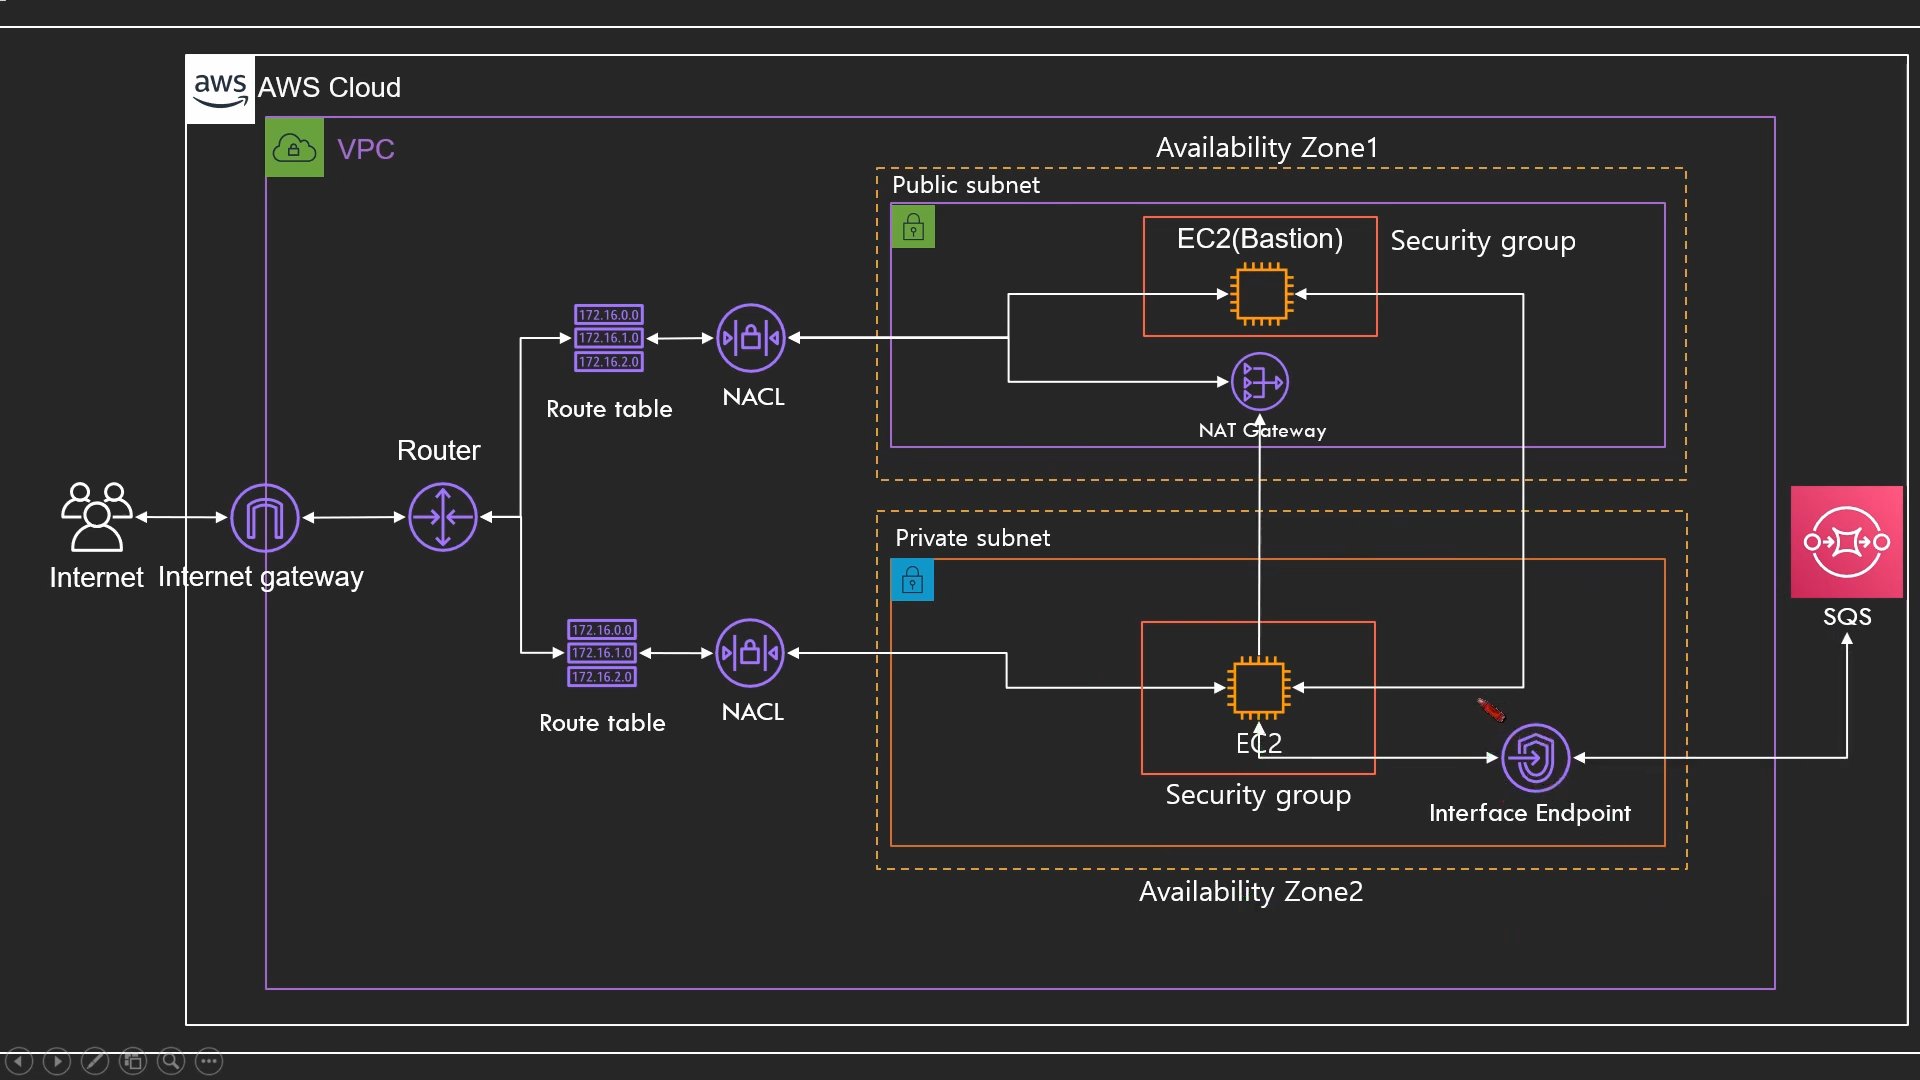 aws
AWS Cloud
VPC
Availability Zone1
Public subnet
EC2(Bastion)
Security group
172.16.0.0
172.16.1.0
172.16.2.0
Route table
NACL
NAT Gateway
Router
Internet
Internet gateway
Private subnet
SQS
172.16.0.0
172.16.1.0
172.16.2.0
Route table
NACL
EC2
Security group
Interface Endpoint
Availability Zone2